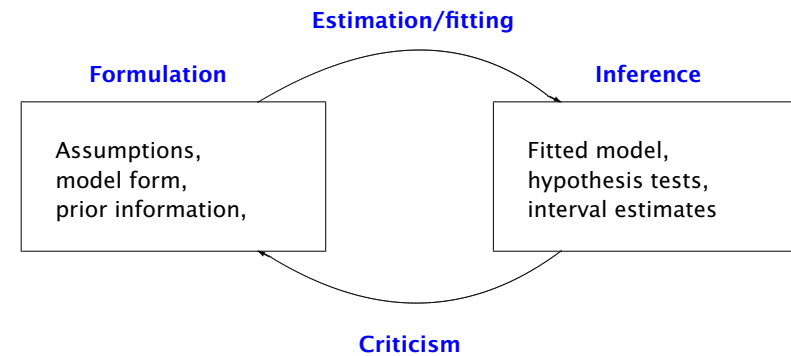 Estimation/fitting
Formulation
Inference
Assumptions,
model form,
prior information,
Fitted model,
hypothesis tests,
interval estimates
Criticism